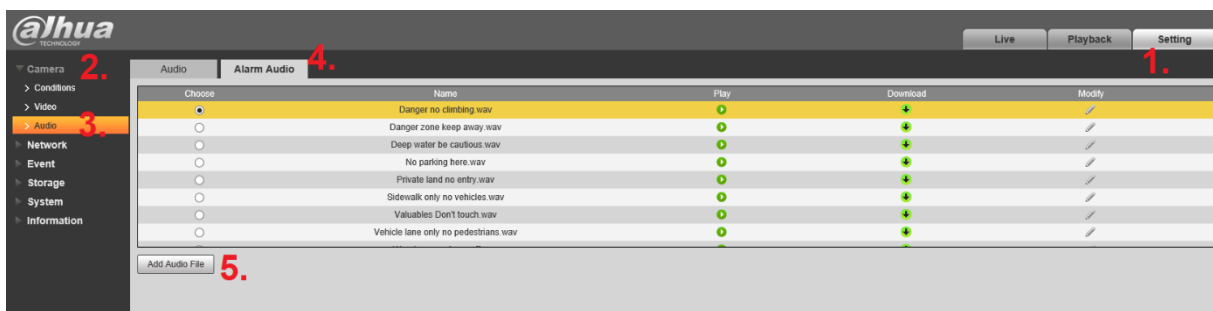 alhua
TECHNOLOGY
Live Playback Setting
1.
Camera 2.
Conditions
Video
Audio 3.
Network
Event
Storage
System
Information
Audio Alarm Audio 4.
Choose Name Play Download Modify
Danger no climbing.wav
Danger zone keep away.wav
Deep water be cautious.wav
No parking here.wav
Private land no entry.wav
Sidewalk only no vehicles.wav
Valuables Don't touch.wav
Vehicle lane only no pedestrians.wav
Add Audio File 5.